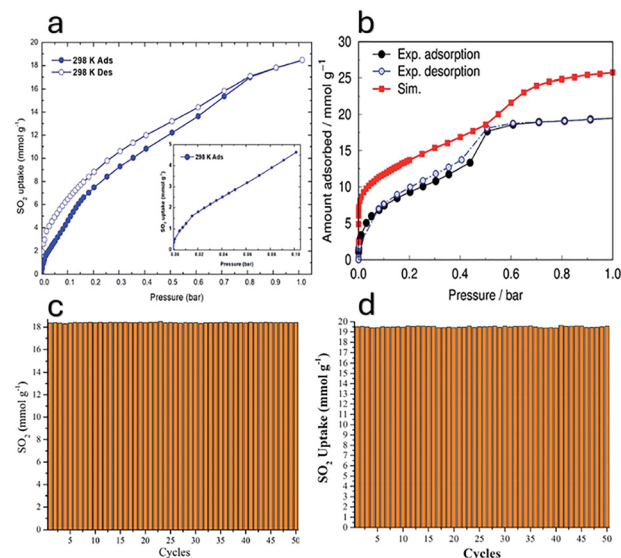 a
20
18
16
14
12
10
8
6
4
2
0
SO₂ uptake (mmol g⁻¹)
298 K Ads
298 K Des
5
4
3
2
1
0
SO₂ uptake (mmol g⁻¹)
298 K Ads
0.00 0.02 0.04 0.06 0.08 0.10
Pressure (bar)
0.0 0.1 0.2 0.3 0.4 0.5 0.6 0.7 0.8 0.9 1.0
Pressure (bar)
b
30
25
20
15
10
5
0
Amount adsorbed / mmol g⁻¹
Exp. adsorption
Exp. desorption
Sim.
0.0 0.2 0.4 0.6 0.8 1.0
Pressure / bar
c
18
16
14
12
10
8
6
4
2
0
SO₂ (mmol g⁻¹)
5 10 15 20 25 30 35 40 45 50
Cycles
d
20
19
18
17
16
15
14
13
12
11
10
9
8
7
6
5
4
3
2
1
0
SO₂ Uptake (mmol g⁻¹)
5 10 15 20 25 30 35 40 45 50
Cycles